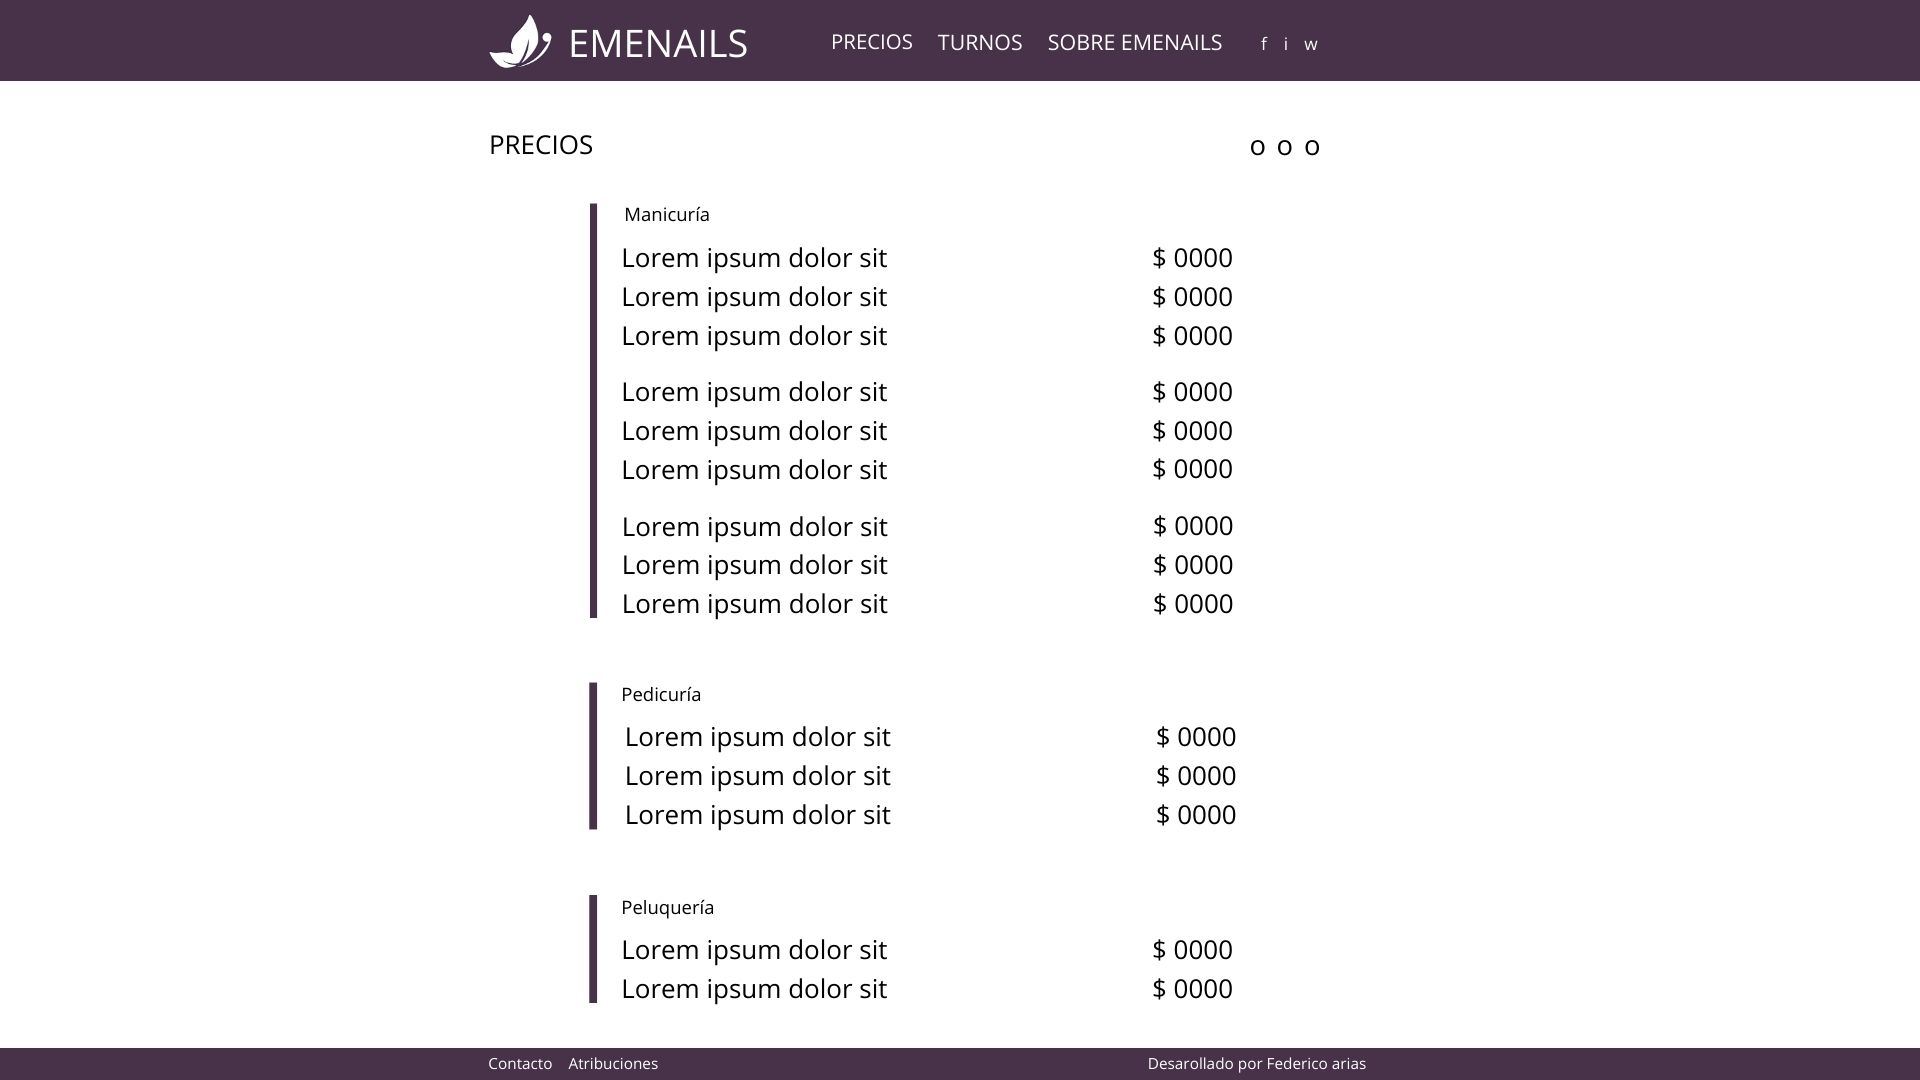 EMENAILS PRECIOS TURNOS SOBRE EMENAILS f i w
PRECIOS o o o
Manicuría
Lorem ipsum dolor sit $ 0000
Lorem ipsum dolor sit $ 0000
Lorem ipsum dolor sit $ 0000
Lorem ipsum dolor sit $ 0000
Lorem ipsum dolor sit $ 0000
Lorem ipsum dolor sit $ 0000
Lorem ipsum dolor sit $ 0000
Lorem ipsum dolor sit $ 0000
Lorem ipsum dolor sit $ 0000
Pedicuría
Lorem ipsum dolor sit $ 0000
Lorem ipsum dolor sit $ 0000
Lorem ipsum dolor sit $ 0000
Peluquería
Lorem ipsum dolor sit $ 0000
Lorem ipsum dolor sit $ 0000
Contacto Atribuciones Desarollado por Federico arias